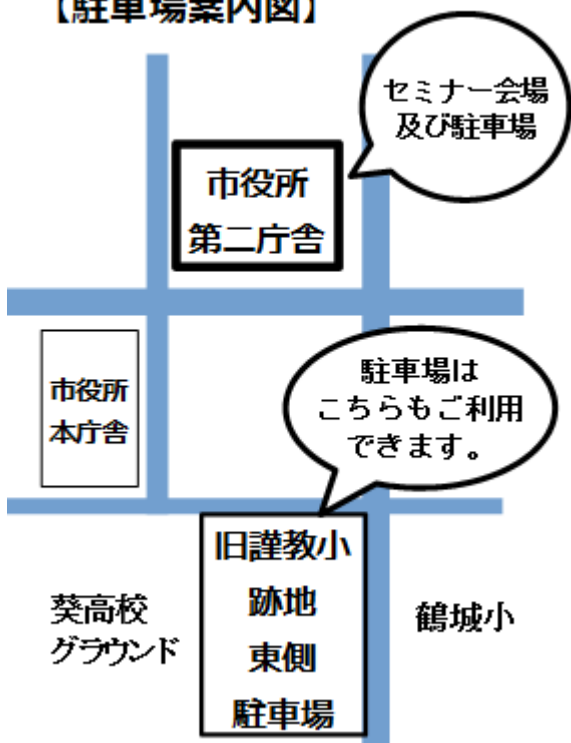 【駐車場案内図】
セミナー会場
及び駐車場
市役所
第二庁舎
市役所
本庁舎
駐車場は
こちらもご利用
できます。
旧謹教小
跡地
東側
駐車場
葵高校
グラウンド
鶴城小